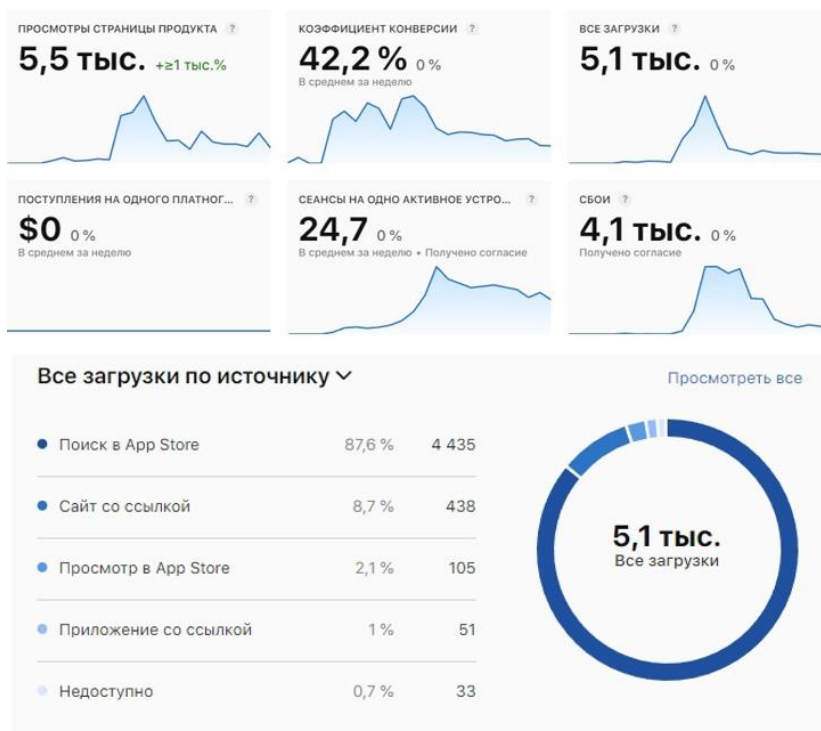 ПРОСМОТРЫ СТРАНИЦЫ ПРОДУКТА ?
5,5 тыс. +≥1 тыс.%
КОЭФФИЦИЕНТ КОНВЕРСИИ ?
42,2 % 0 %
В среднем за неделю
ВСЕ ЗАГРУЗКИ ?
5,1 тыс. 0 %
ПОСТУПЛЕНИЯ НА ОДНОГО ПЛАТНОГ... ?
$0 0 %
В среднем за неделю
СЕАНСЫ НА ОДНО АКТИВНОЕ УСТРО... ?
24,7 0 %
В среднем за неделю • Получено согласие
СБОИ ?
4,1 тыс. 0 %
Получено согласие
Все загрузки по источнику
Просмотреть все
Поиск в App Store 87,6 % 4 435
Сайт со ссылкой 8,7 % 438
Просмотр в App Store 2,1 % 105
Приложение со ссылкой 1 % 51
Недоступно 0,7 % 33
5,1 тыс.
Все загрузки